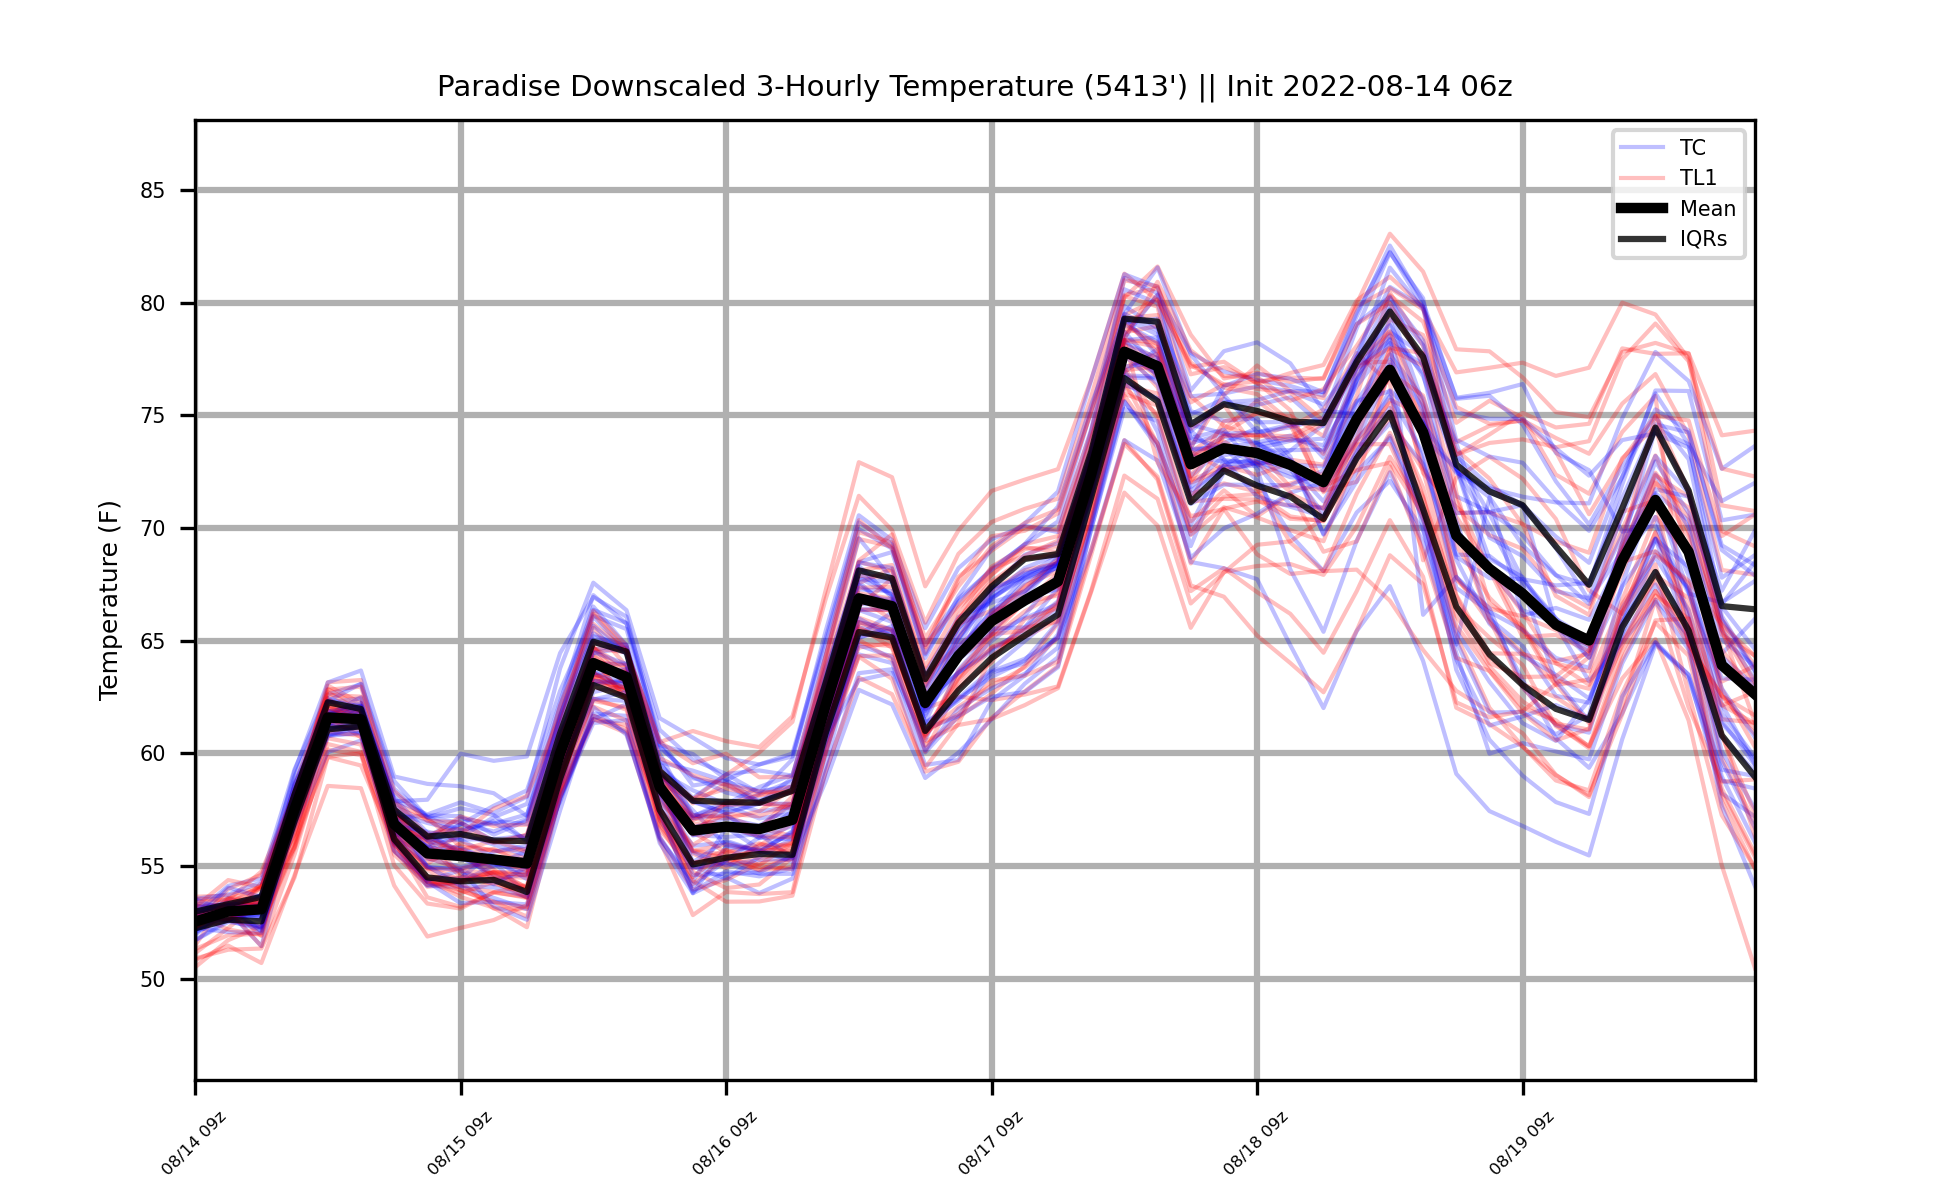 Paradise Downscaled 3-Hourly Temperature (5413') || Init 2022-08-14 06z
TC
TL1
Mean
IQRs
Temperature (F)
85
80
75
70
65
60
55
50
08/14 09z
08/15 09z
08/16 09z
08/17 09z
08/18 09z
08/19 09z